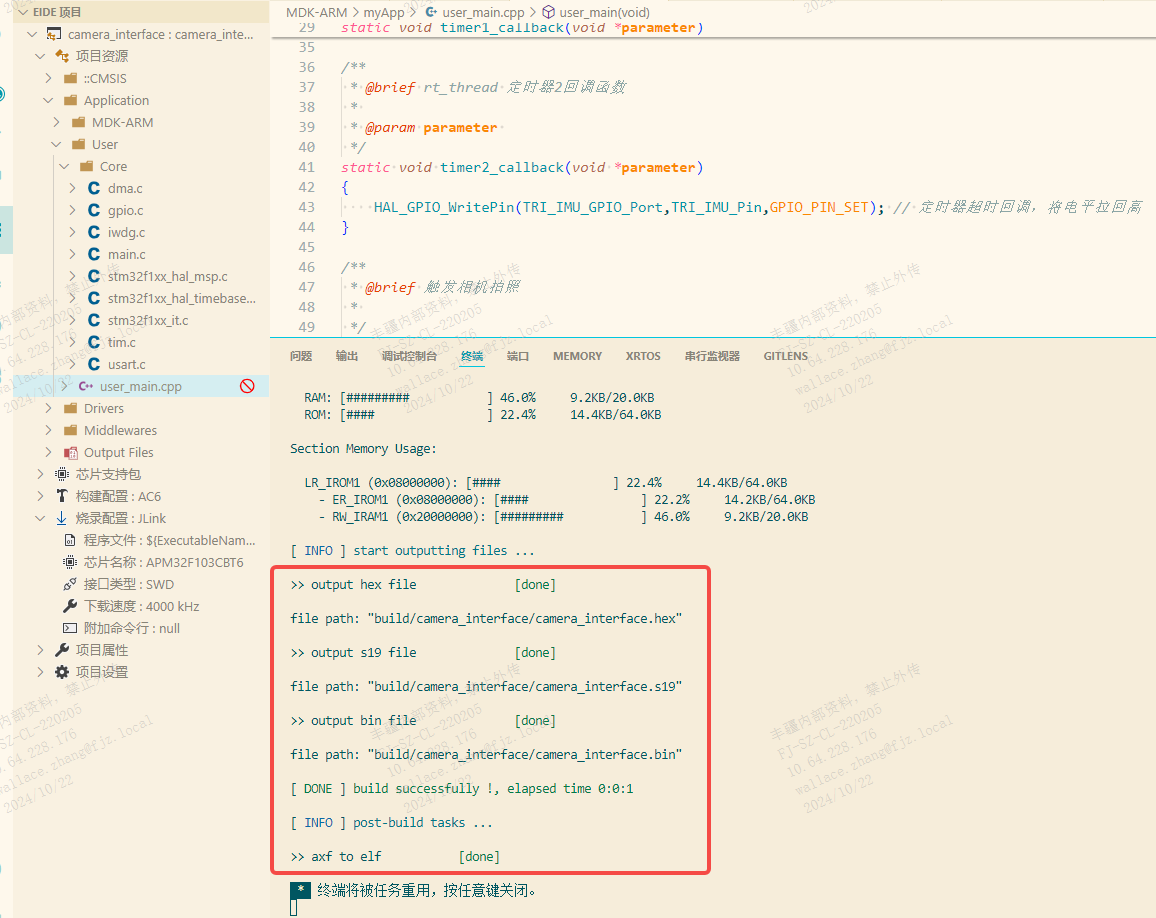 EIDE 项目
camera_interface : camera_inte...
项目资源
::CMSIS
Application
MDK-ARM
User
Core
dma.c
gpio.c
iwdg.c
main.c
stm32f1xx_hal_msp.c
stm32f1xx_hal_timebase...
stm32f1xx_it.c
tim.c
usart.c
user_main.cpp
Drivers
Middlewares
Output Files
芯片支持包
构建配置 : AC6
烧录配置 : JLink
程序文件 : ${ExecutableNam...
芯片名称 : APM32F103CBT6
接口类型 : SWD
下载速度 : 4000 kHz
附加命令行 : null
项目属性
项目设置
MDK-ARM > myApp > user_main.cpp > user_main(void)
29 static void timer1_callback(void *parameter)
35
36 /**
37 * @brief rt_thread 定时器2回调函数
38 *
39 * @param parameter
40 */
41 static void timer2_callback(void *parameter)
42 {
43 HAL_GPIO_WritePin(TRI_IMU_GPIO_Port,TRI_IMU_Pin,GPIO_PIN_SET); // 定时器超时回调，将电平拉回高
44 }
45
46 /**
47 * @brief 触发相机拍照
48 *
49 */
问题 输出 调试控制台 终端 端口 MEMORY XRTOS 串行监视器 GITLENS
RAM: [######### ] 46.0% 9.2KB/20.0KB
ROM: [#### ] 22.4% 14.4KB/64.0KB
Section Memory Usage:
LR_IROM1 (0x08000000): [#### ] 22.4% 14.4KB/64.0KB
- ER_IROM1 (0x08000000): [#### ] 22.2% 14.2KB/64.0KB
- RW_IRAM1 (0x20000000): [######### ] 46.0% 9.2KB/20.0KB
[ INFO ] start outputting files ...
>> output hex file [done]
file path: "build/camera_interface/camera_interface.hex"
>> output s19 file [done]
file path: "build/camera_interface/camera_interface.s19"
>> output bin file [done]
file path: "build/camera_interface/camera_interface.bin"
[ DONE ] build successfully !, elapsed time 0:0:1
[ INFO ] post-build tasks ...
>> axf to elf [done]
* 终端将被任务重用，按任意键关闭。
丰疆内部资料，禁止外传
FJ-SZ-CL-220205
10.64.228.176
wallace.zhang@fjz.local
2024/10/22